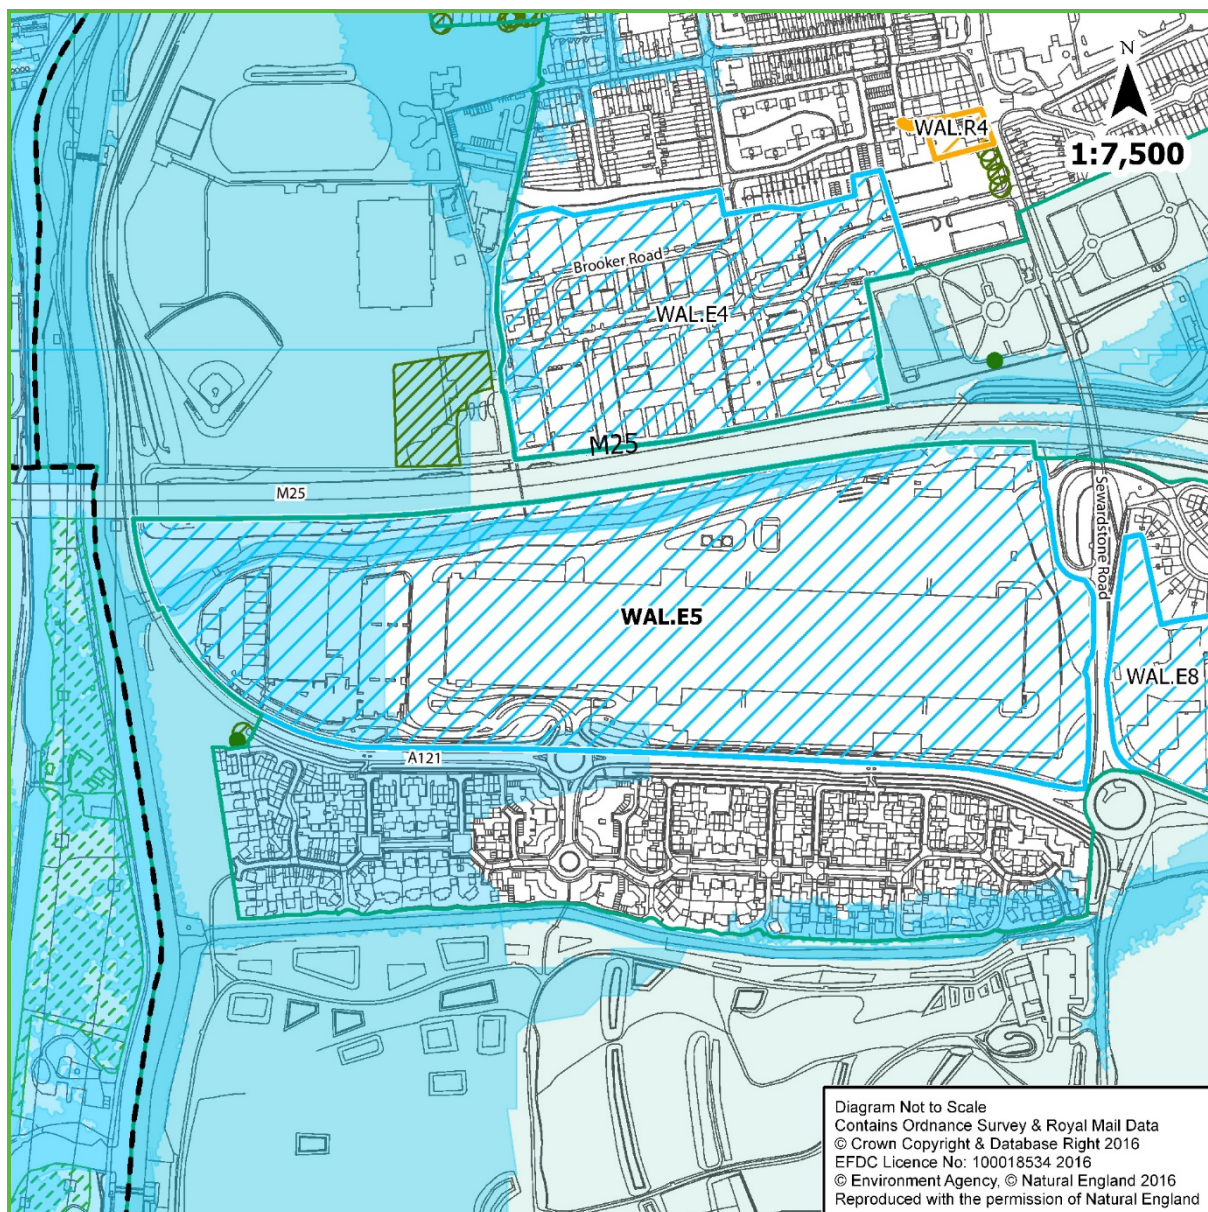 N
WAL.R4
1:7,500
Brooker Road
WAL.E4
M25
M25
Sewardstone Road
WAL.E5
WAL.E8
A121
Diagram Not to Scale
Contains Ordnance Survey & Royal Mail Data
© Crown Copyright & Database Right 2016
EFDC Licence No: 100018534 2016
© Environment Agency, © Natural England 2016
Reproduced with the permission of Natural England